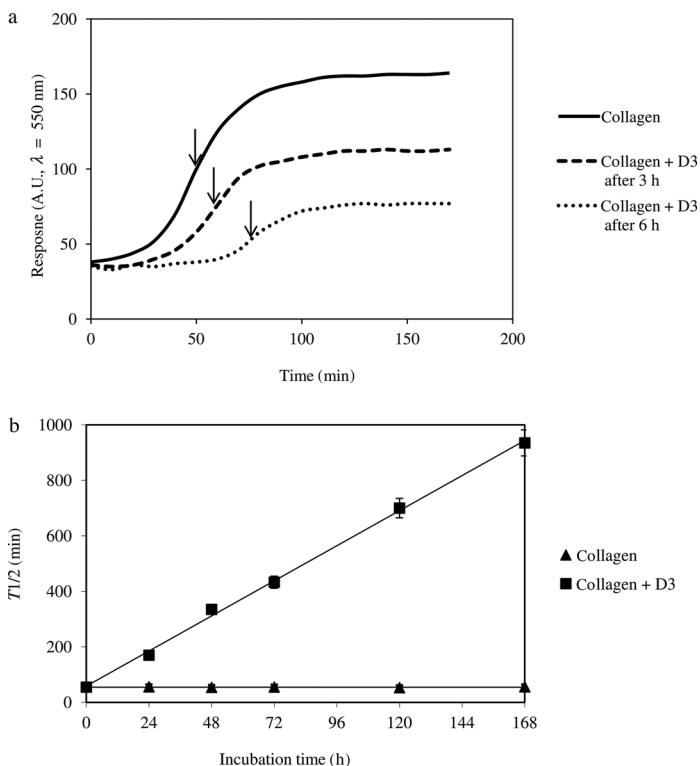 a
200
150
100
50
0
0 50 100 150 200
Resposne (A.U., λ = 550 nm)
Time (min)
Collagen
Collagen + D3
after 3 h
Collagen + D3
after 6 h
b
1000
800
600
400
200
0
0 24 48 72 96 120 144 168
T1/2 (min)
Incubation time (h)
Collagen
Collagen + D3